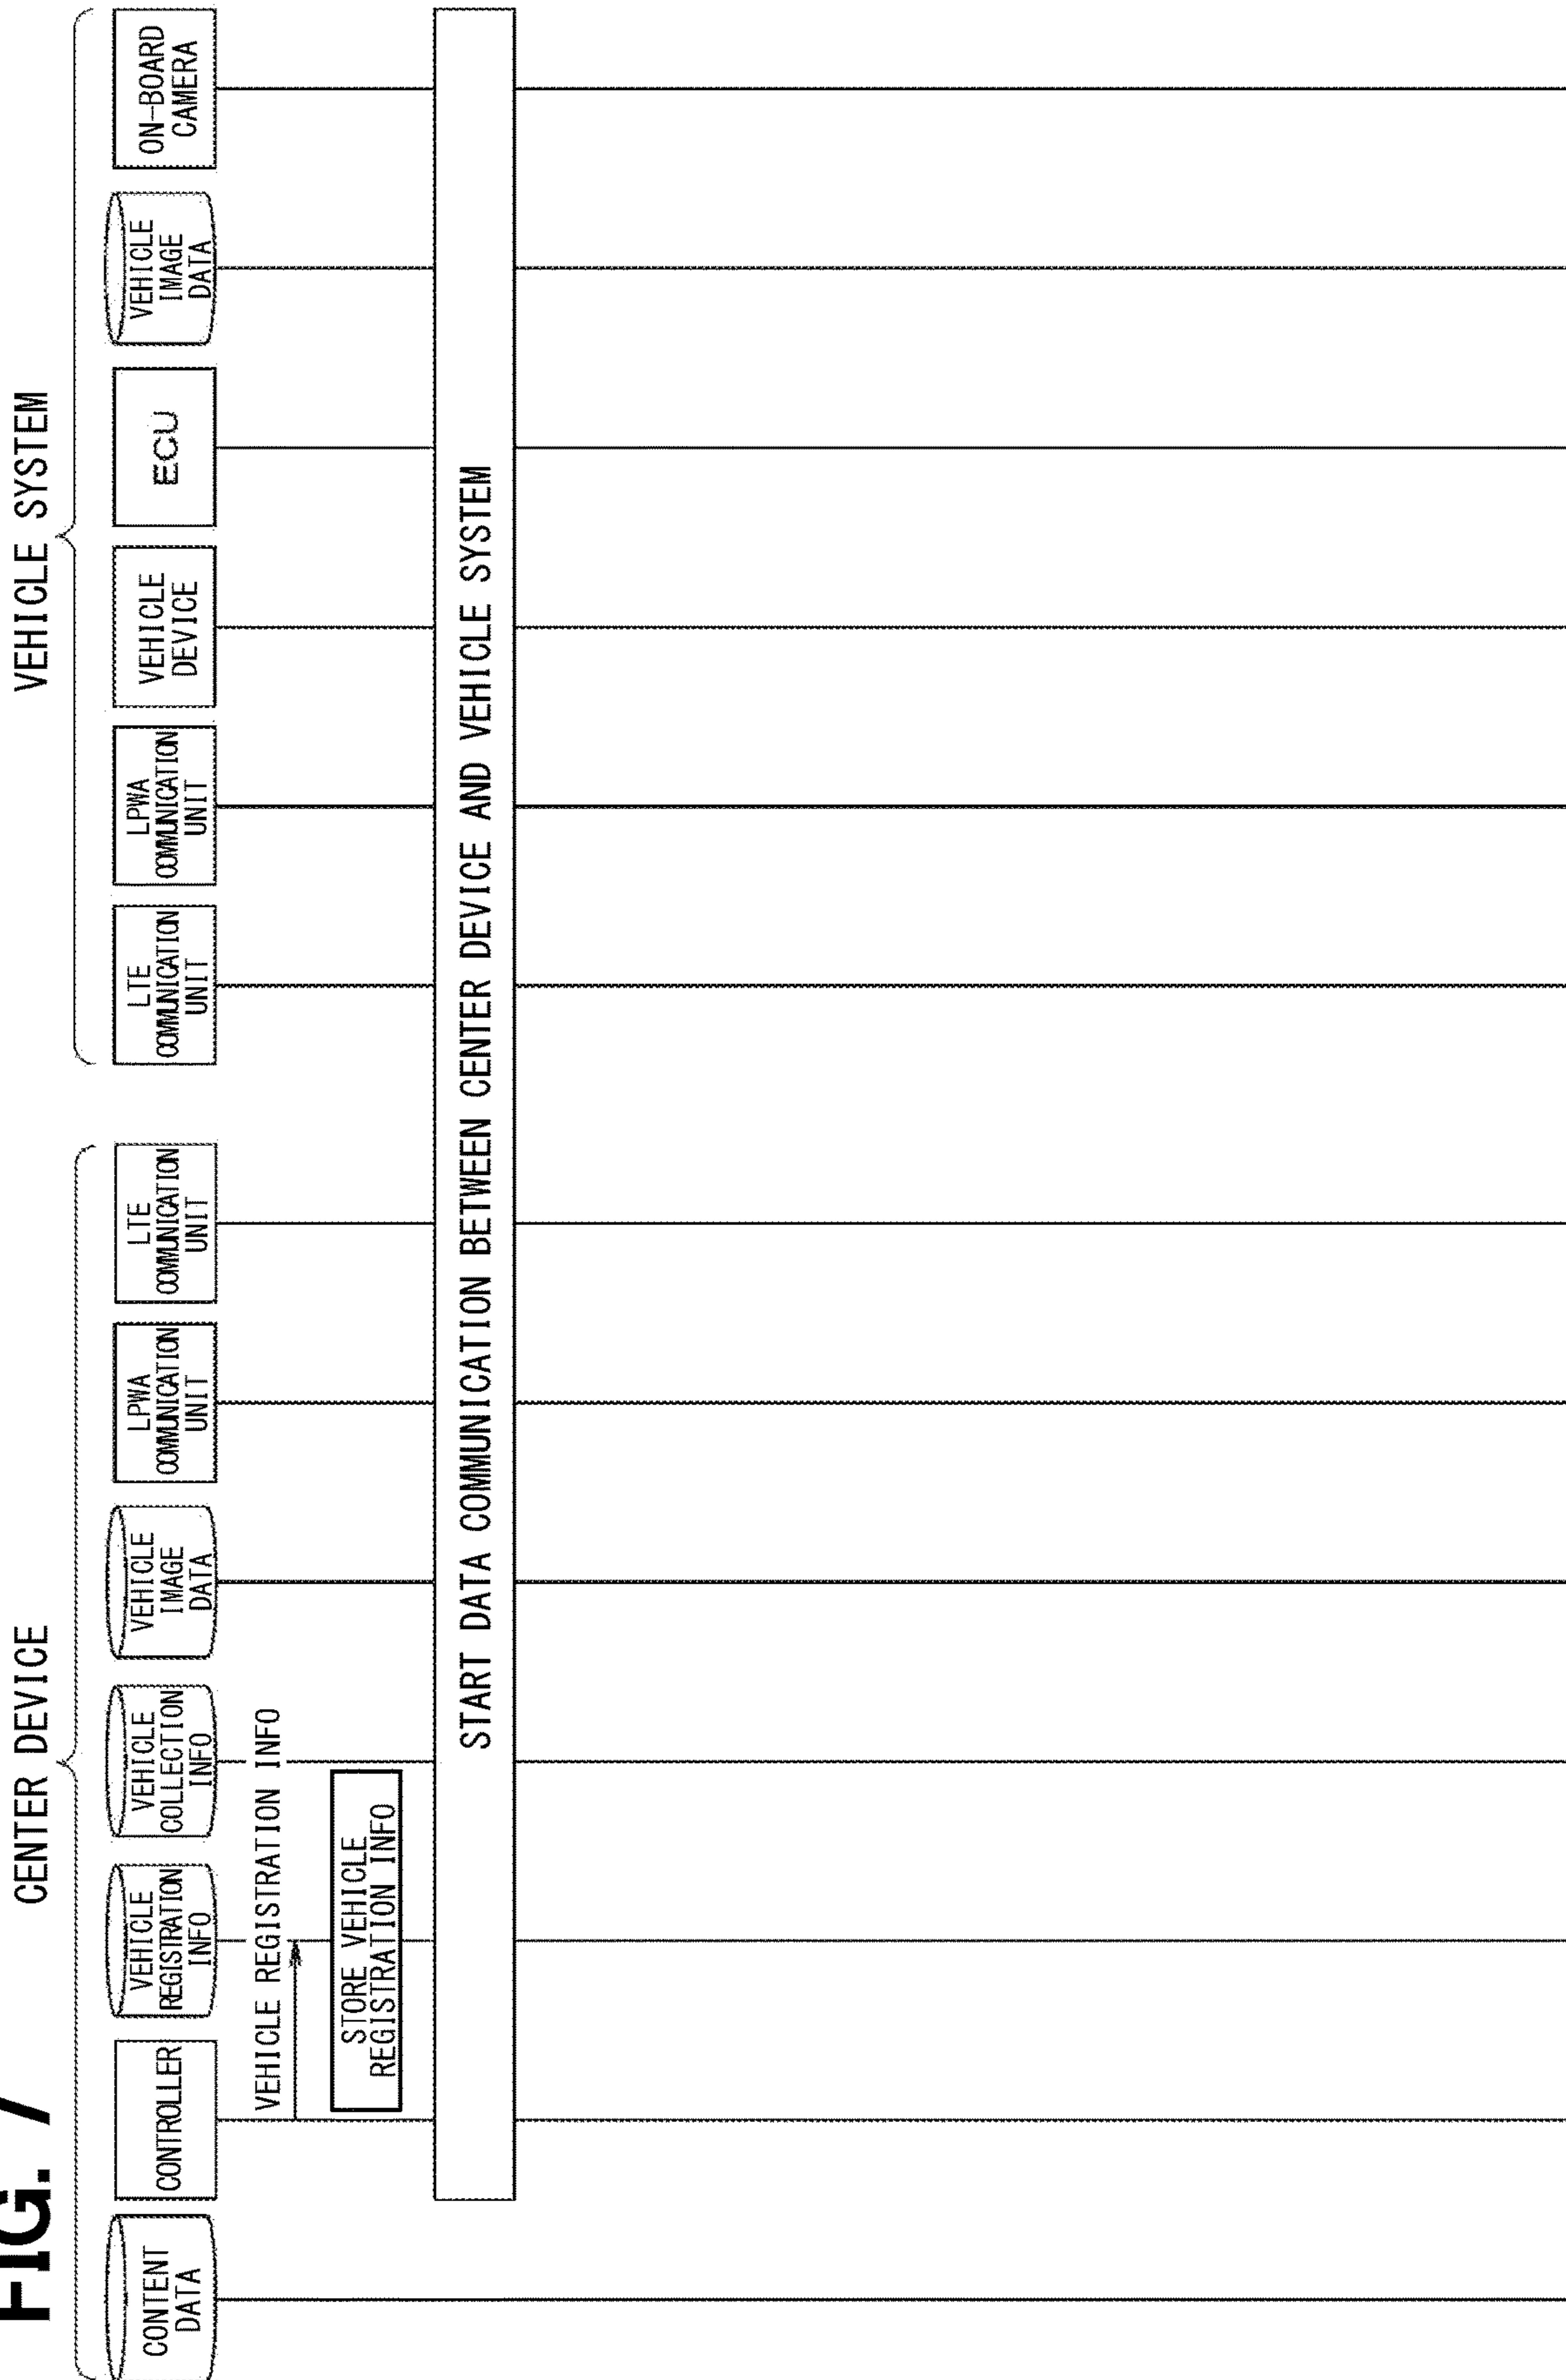 FIG. 7
CENTER DEVICE
VEHICLE SYSTEM
CONTENT
DATA
CONTROLLER
VEHICLE
REGISTRATION
INFO
VEHICLE
COLLECTION
INFO
VEHICLE
IMAGE
DATA
LPWA
COMMUNICATION
UNIT
LTE
COMMUNICATION
UNIT
LTE
COMMUNICATION
UNIT
LPWA
COMMUNICATION
UNIT
VEHICLE
DEVICE
ECU
VEHICLE
IMAGE
DATA
ON-BOARD
CAMERA
VEHICLE REGISTRATION INFO
STORE VEHICLE
REGISTRATION INFO
START DATA COMMUNICATION BETWEEN CENTER DEVICE AND VEHICLE SYSTEM